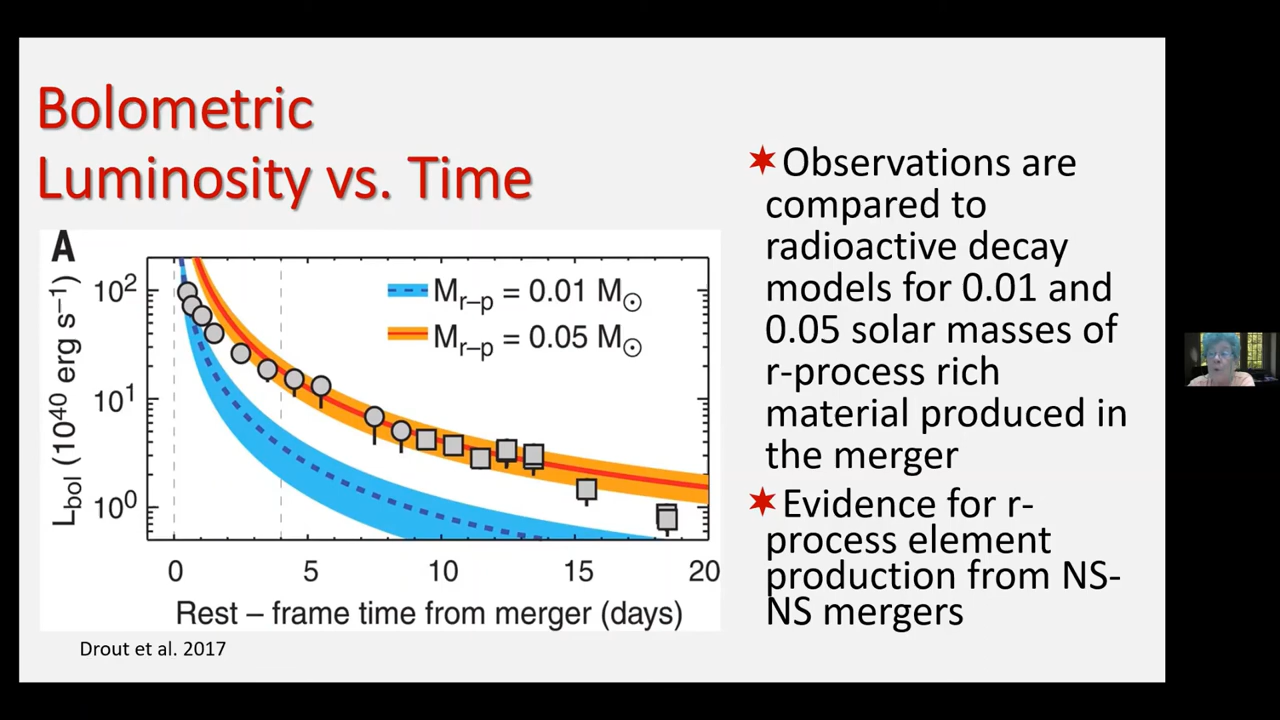 Bolometric
Luminosity vs. Time
A
10²
10¹
10⁰
L_bol (10⁴⁰ erg s⁻¹)
M_r–p = 0.01 M_⊙
M_r–p = 0.05 M_⊙
0 5 10 15 20
Rest – frame time from merger (days)
Drout et al. 2017
✶Observations are
compared to
radioactive decay
models for 0.01 and
0.05 solar masses of
r-process rich
material produced in
the merger
✶Evidence for r-
process element
production from NS-
NS mergers